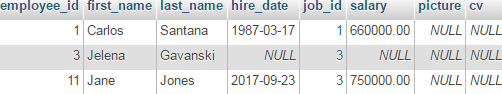 employee_id first_name last_name hire_date job_id salary picture cv
1 Carlos Santana 1987-03-17 1 660000.00 NULL NULL
3 Jelena Gavanski NULL 3 NULL NULL NULL
11 Jane Jones 2017-09-23 3 750000.00 NULL NULL